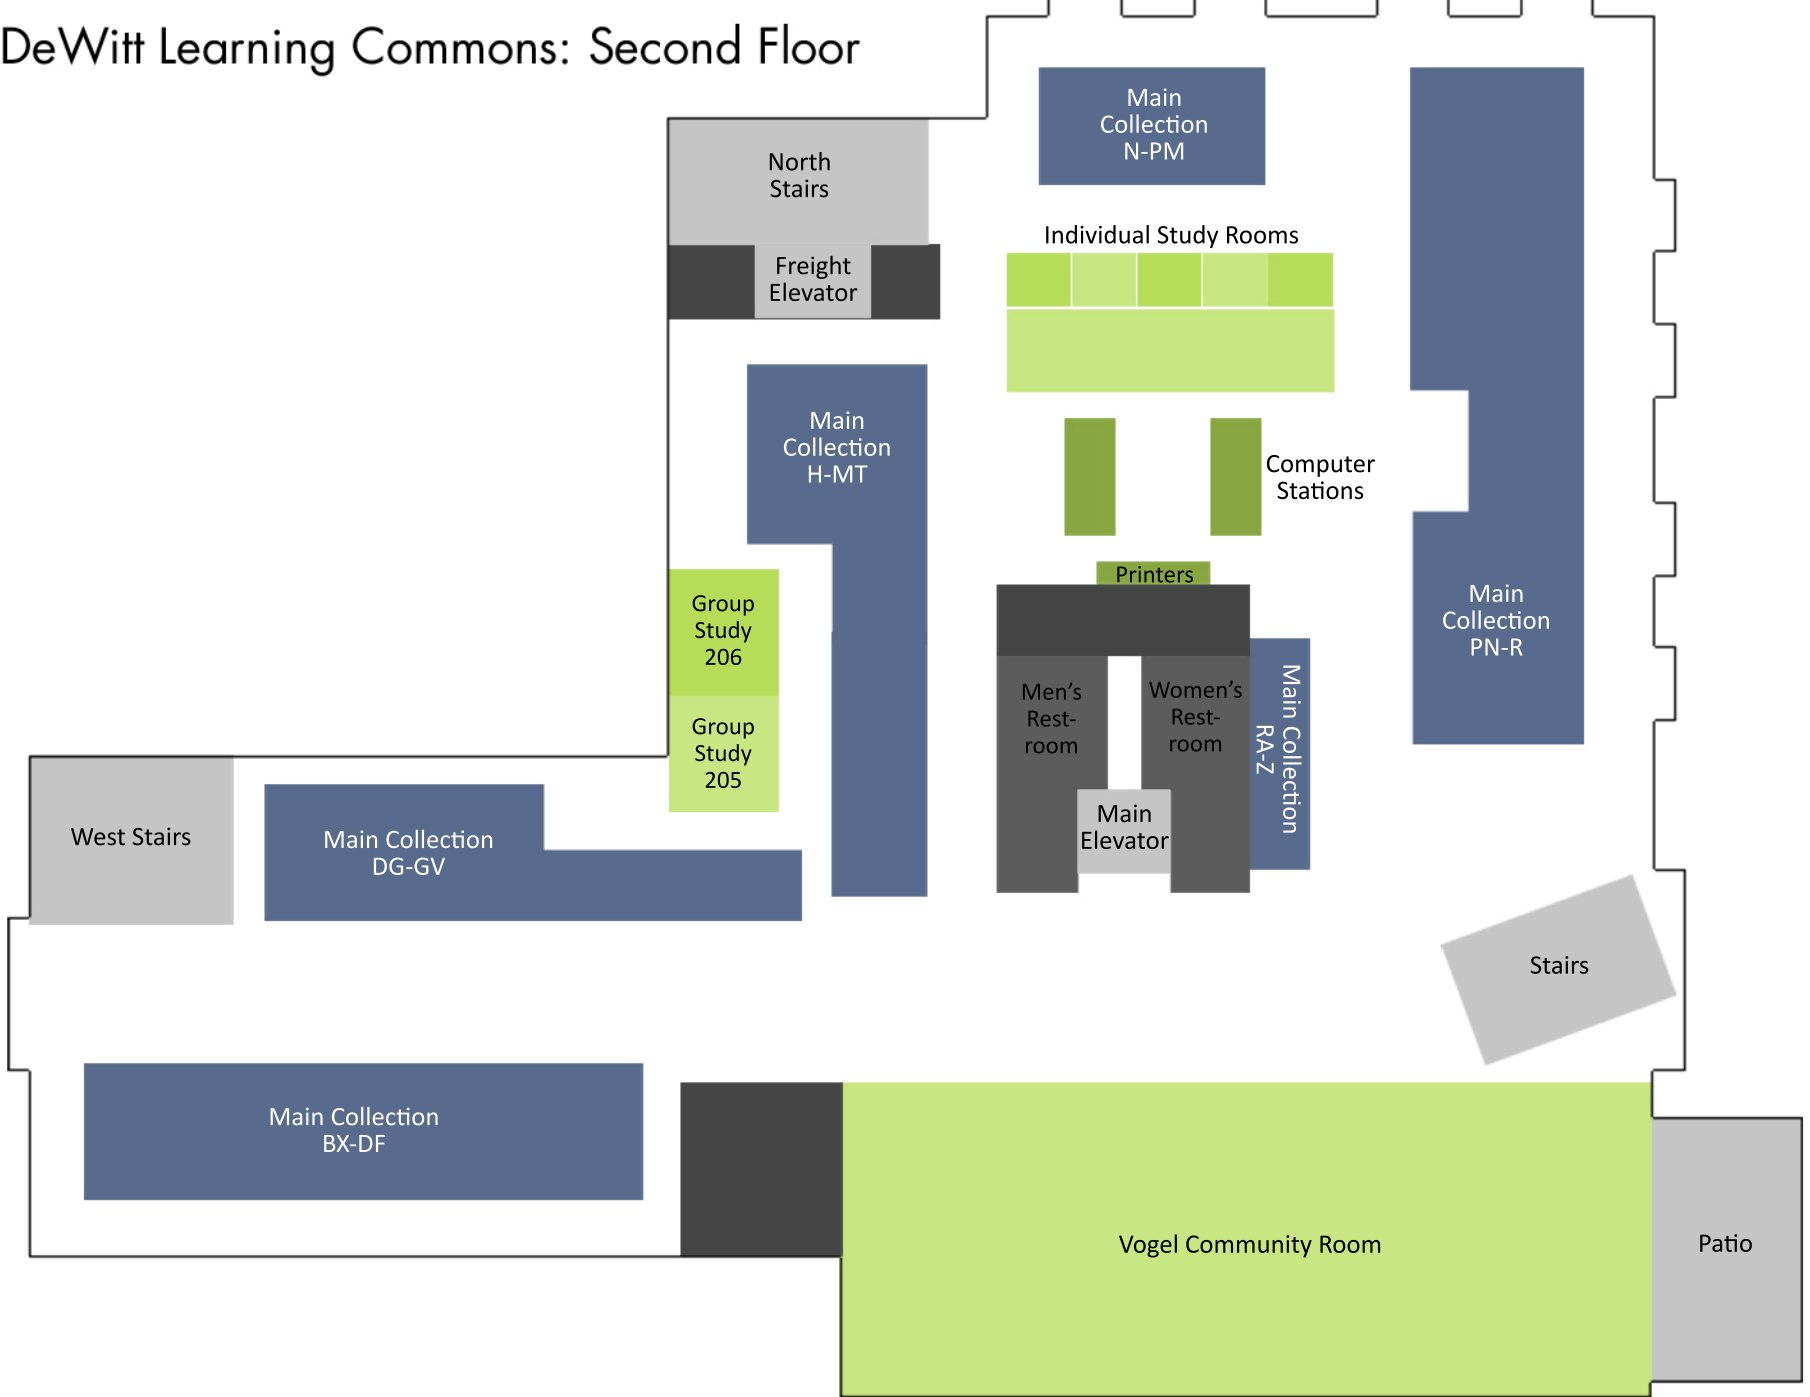 DeWitt Learning Commons: Second Floor
Main
Collection
N-PM
North
Stairs
Individual Study Rooms
Freight
Elevator
Main
Collection
H-MT
Computer
Stations
Printers
Group
Study
206
Main
Collection
PN-R
Men's
Rest-
room
Women's
Rest-
room
Main Collection
RA-Z
Group
Study
205
West Stairs
Main Collection
DG-GV
Main
Elevator
Stairs
Main Collection
BX-DF
Vogel Community Room
Patio